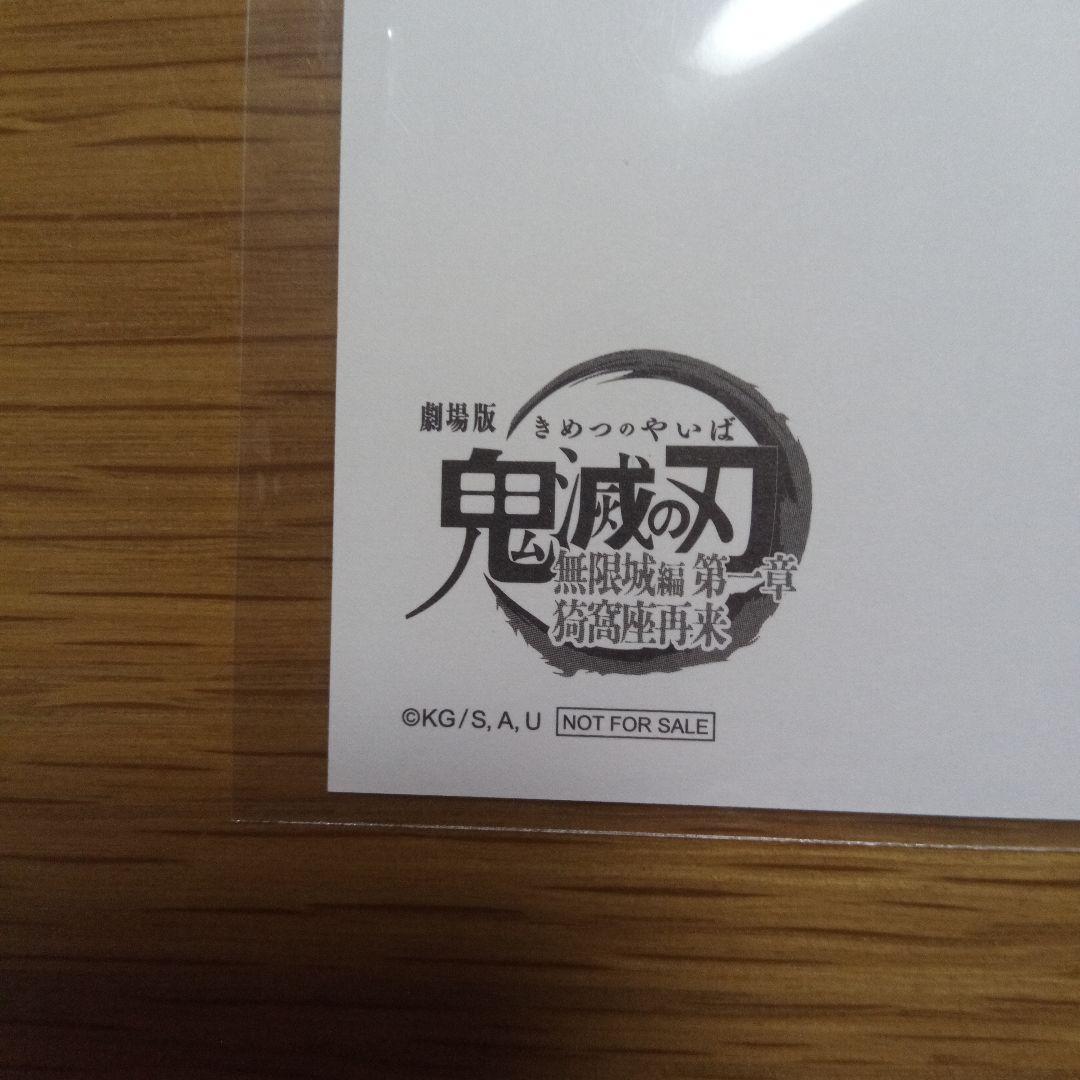 劇場版
きめつのやいば
鬼滅の刃
無限城編 第一章
猗窩座再来
©KG/S, A, U NOT FOR SALE